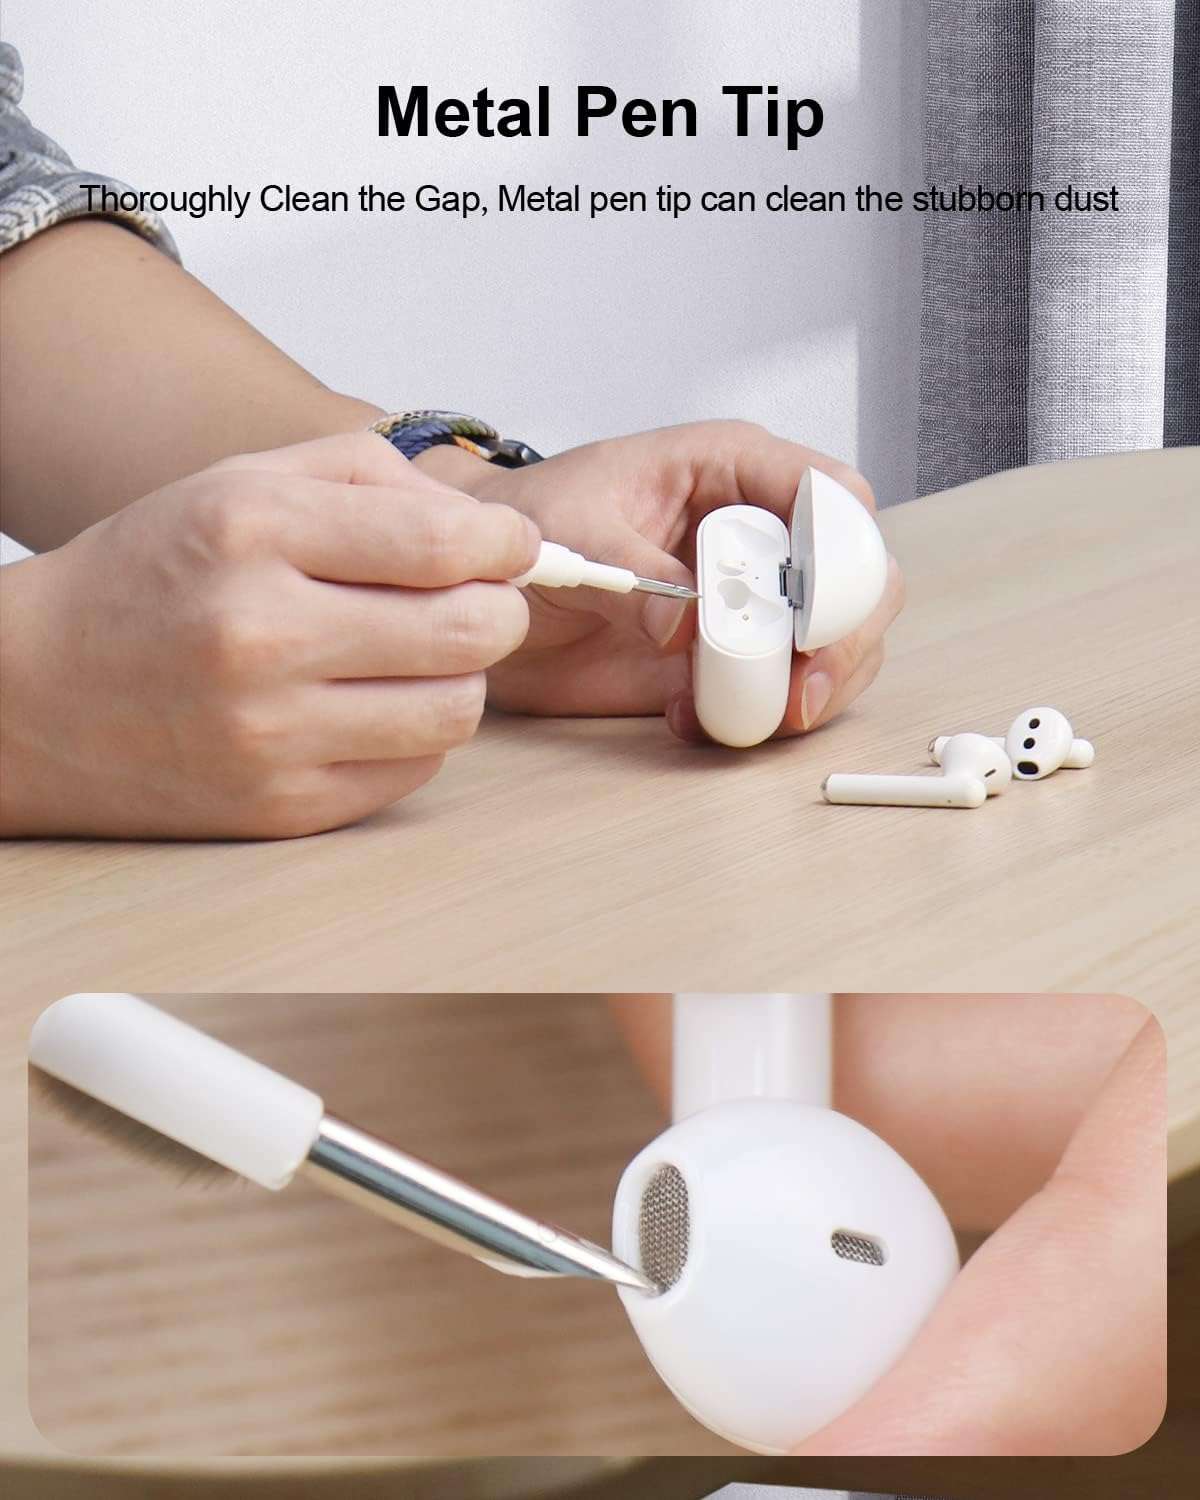 Metal Pen Tip
Thoroughly Clean the Gap, Metal pen tip can clean the stubborn dust